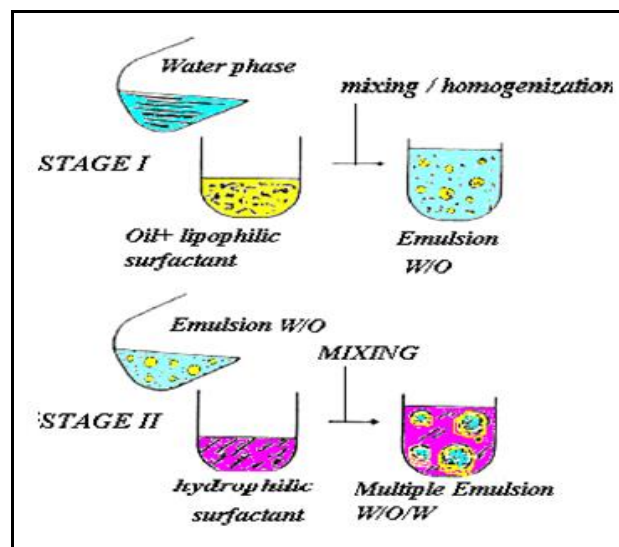 Water phase
mixing / homogenization
STAGE I
Oil+ lipophilic
surfactant
Emulsion
W/O
Emulsion W/O
MIXING
STAGE II
hydrophilic
surfactant
Multiple Emulsion
W/O/W